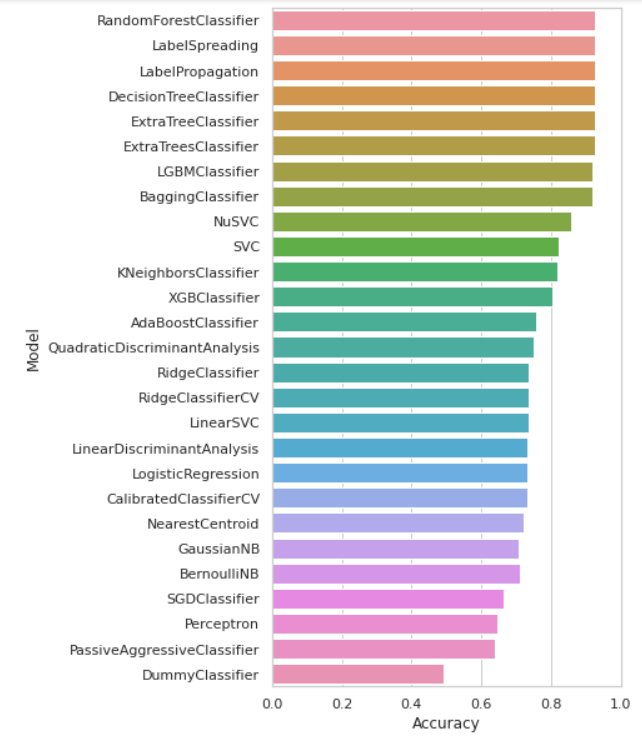 RandomForestClassifier
LabelSpreading
LabelPropagation
DecisionTreeClassifier
ExtraTreeClassifier
ExtraTreesClassifier
LGBMClassifier
BaggingClassifier
NuSVC
SVC
KNeighborsClassifier
XGBClassifier
AdaBoostClassifier
QuadraticDiscriminantAnalysis
RidgeClassifier
RidgeClassifierCV
LinearSVC
LinearDiscriminantAnalysis
LogisticRegression
CalibratedClassifierCV
NearestCentroid
GaussianNB
BernoulliNB
SGDClassifier
Perceptron
PassiveAggressiveClassifier
DummyClassifier
Model
0.0 0.2 0.4 0.6 0.8 1.0
Accuracy